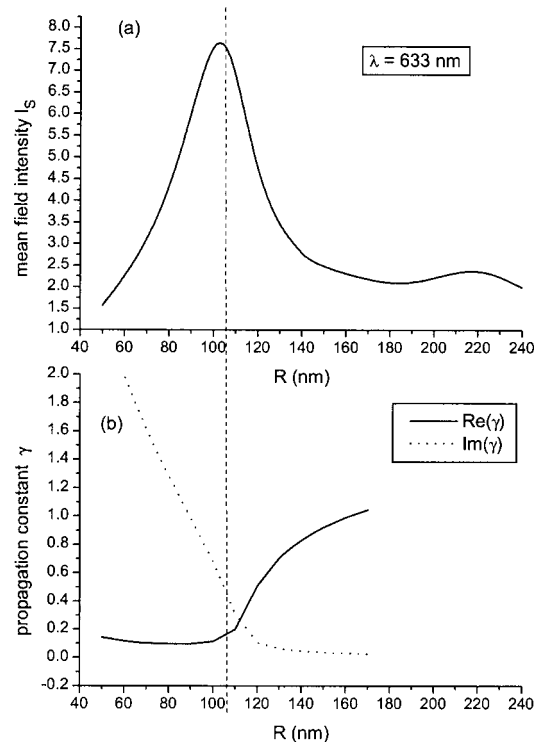 (a)
λ = 633 nm
mean field intensity I_S
8.0
7.5
7.0
6.5
6.0
5.5
5.0
4.5
4.0
3.5
3.0
2.5
2.0
1.5
1.0
40 60 80 100 120 140 160 180 200 220 240
R (nm)
(b)
Re(γ)
Im(γ)
propagation constant γ
2.0
1.8
1.6
1.4
1.2
1.0
0.8
0.6
0.4
0.2
0.0
-0.2
40 60 80 100 120 140 160 180 200 220 240
R (nm)